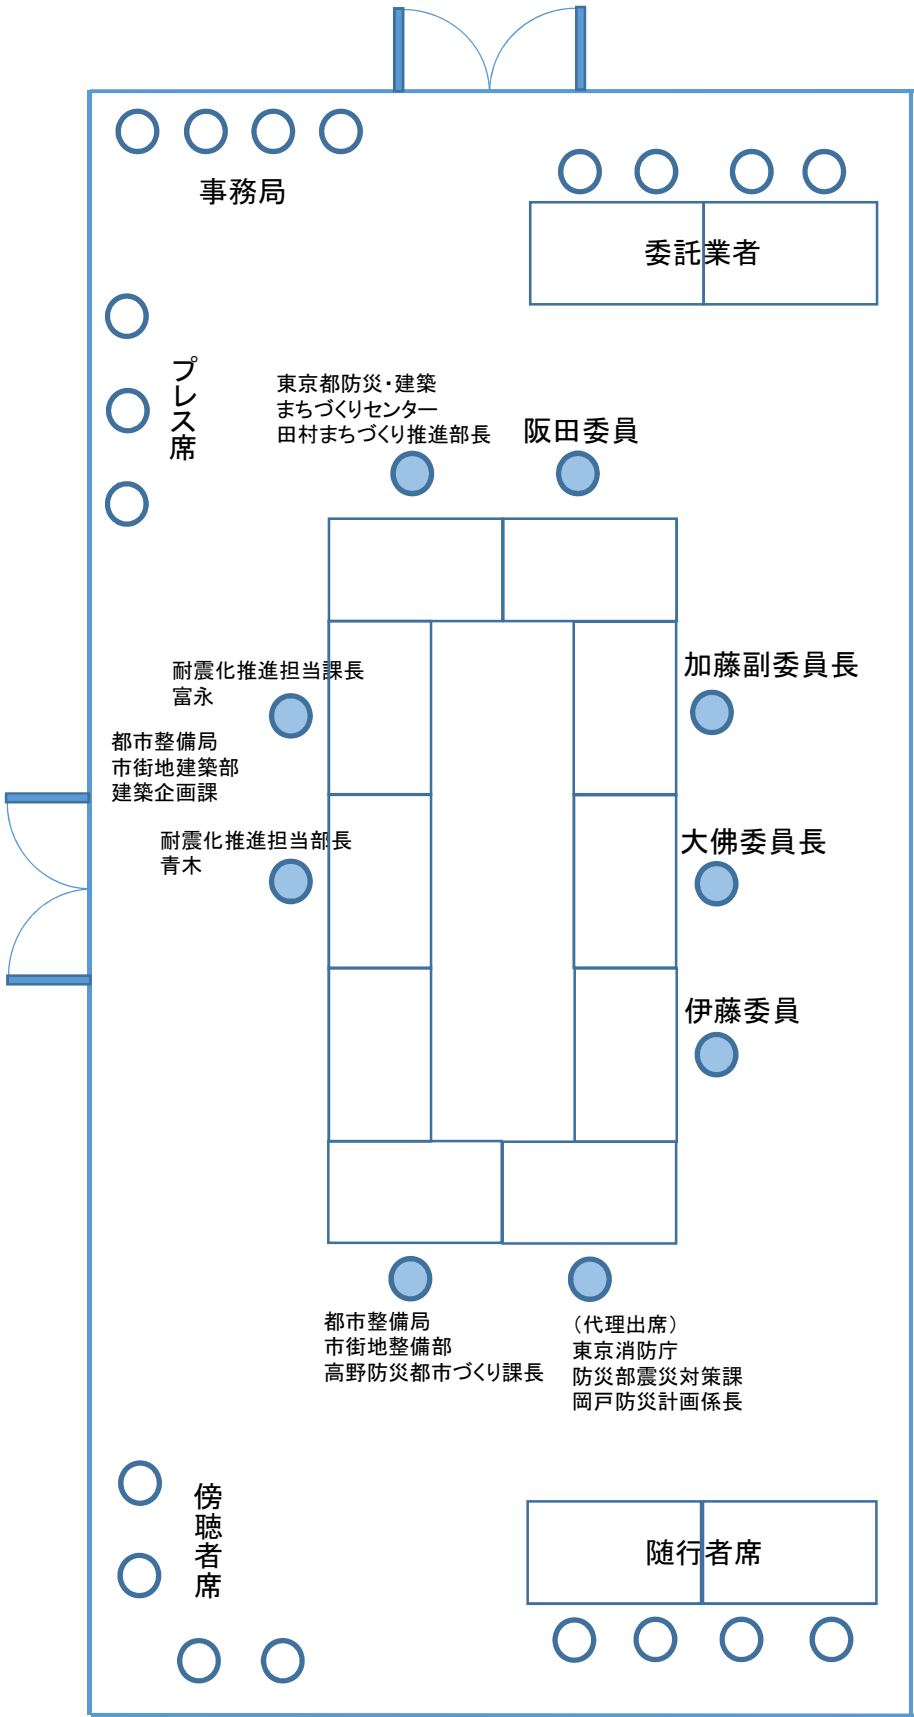 事務局
委託業者
プレス席
東京都防災・建築
まちづくりセンター
田村まちづくり推進部長
阪田委員
耐震化推進担当課長
富永
加藤副委員長
都市整備局
市街地建築部
建築企画課
耐震化推進担当部長
青木
大佛委員長
伊藤委員
都市整備局
市街地整備部
高野防災都市づくり課長
（代理出席）
東京消防庁
防災部震災対策課
岡戸防災計画係長
傍聴者席
随行者席